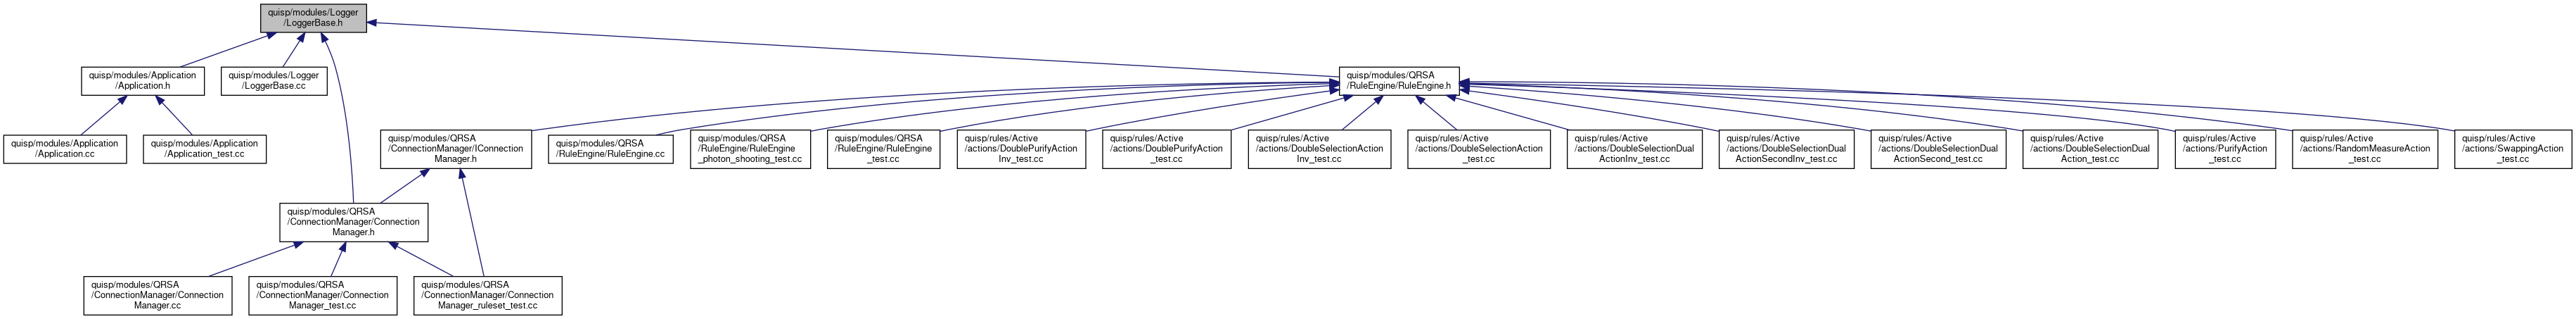 quisp/modules/Logger
/LoggerBase.h
quisp/modules/Application
/Application.h
quisp/modules/Logger
/LoggerBase.cc
quisp/modules/QRSA
/RuleEngine/RuleEngine.h
quisp/modules/Application
/Application.cc
quisp/modules/Application
/Application_test.cc
quisp/modules/QRSA
/ConnectionManager/IConnection
Manager.h
quisp/modules/QRSA
/RuleEngine/RuleEngine.cc
quisp/modules/QRSA
/RuleEngine/RuleEngine
_photon_shooting_test.cc
quisp/modules/QRSA
/RuleEngine/RuleEngine
_test.cc
quisp/rules/Active
/actions/DoublePurifyAction
Inv_test.cc
quisp/rules/Active
/actions/DoublePurifyAction
_test.cc
quisp/rules/Active
/actions/DoubleSelectionAction
Inv_test.cc
quisp/rules/Active
/actions/DoubleSelectionAction
_test.cc
quisp/rules/Active
/actions/DoubleSelectionDual
ActionInv_test.cc
quisp/rules/Active
/actions/DoubleSelectionDual
ActionSecondInv_test.cc
quisp/rules/Active
/actions/DoubleSelectionDual
ActionSecond_test.cc
quisp/rules/Active
/actions/DoubleSelectionDual
Action_test.cc
quisp/rules/Active
/actions/PurifyAction
_test.cc
quisp/rules/Active
/actions/RandomMeasureAction
_test.cc
quisp/rules/Active
/actions/SwappingAction
_test.cc
quisp/modules/QRSA
/ConnectionManager/Connection
Manager.h
quisp/modules/QRSA
/ConnectionManager/Connection
Manager.cc
quisp/modules/QRSA
/ConnectionManager/Connection
Manager_test.cc
quisp/modules/QRSA
/ConnectionManager/Connection
Manager_ruleset_test.cc